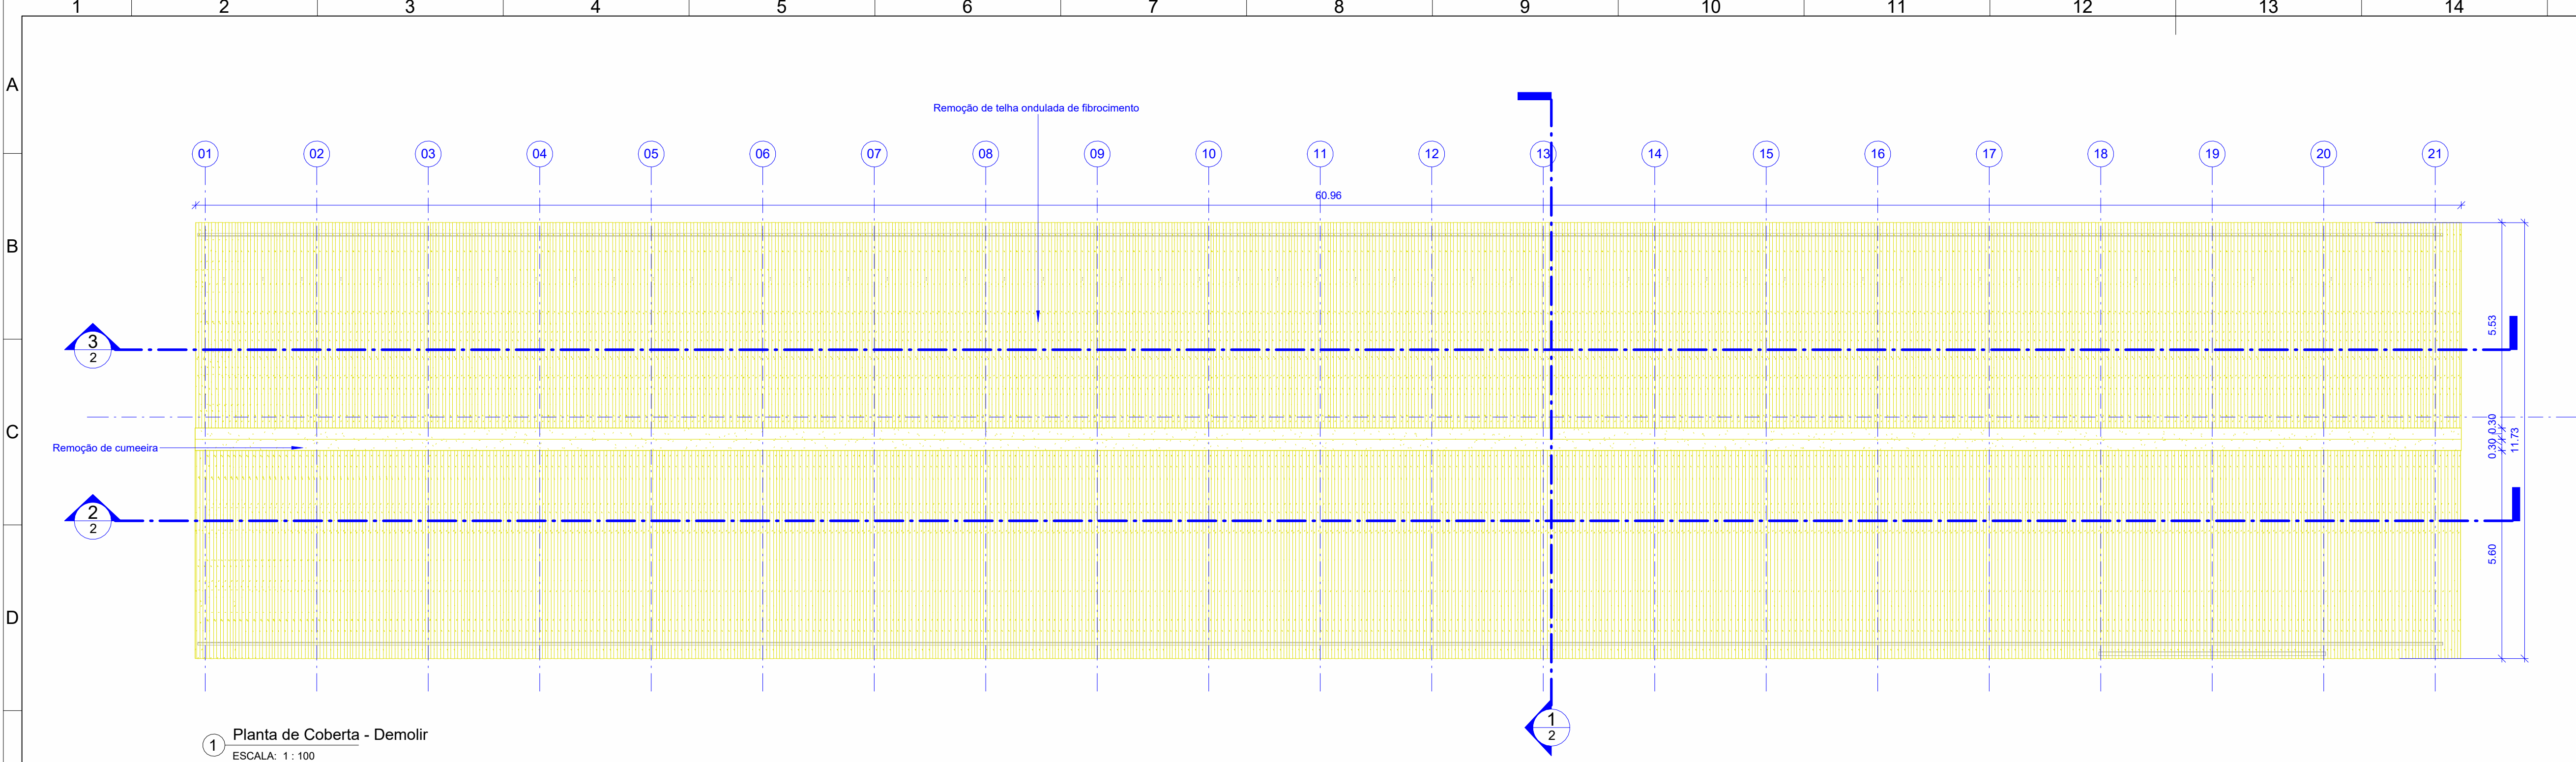 1 2 3 4 5 6 7 8 9 10 11 12 13 14
A
Remoção de telha ondulada de fibrocimento
01 02 03 04 05 06 07 08 09 10 11 12 13 14 15 16 17 18 19 20 21
60.96
B
5.53
3
2
C
0.30
0.30
11.73
Remoção de cumeeira
2
2
5.60
D
1
2
1 Planta de Coberta - Demolir
ESCALA: 1 : 100